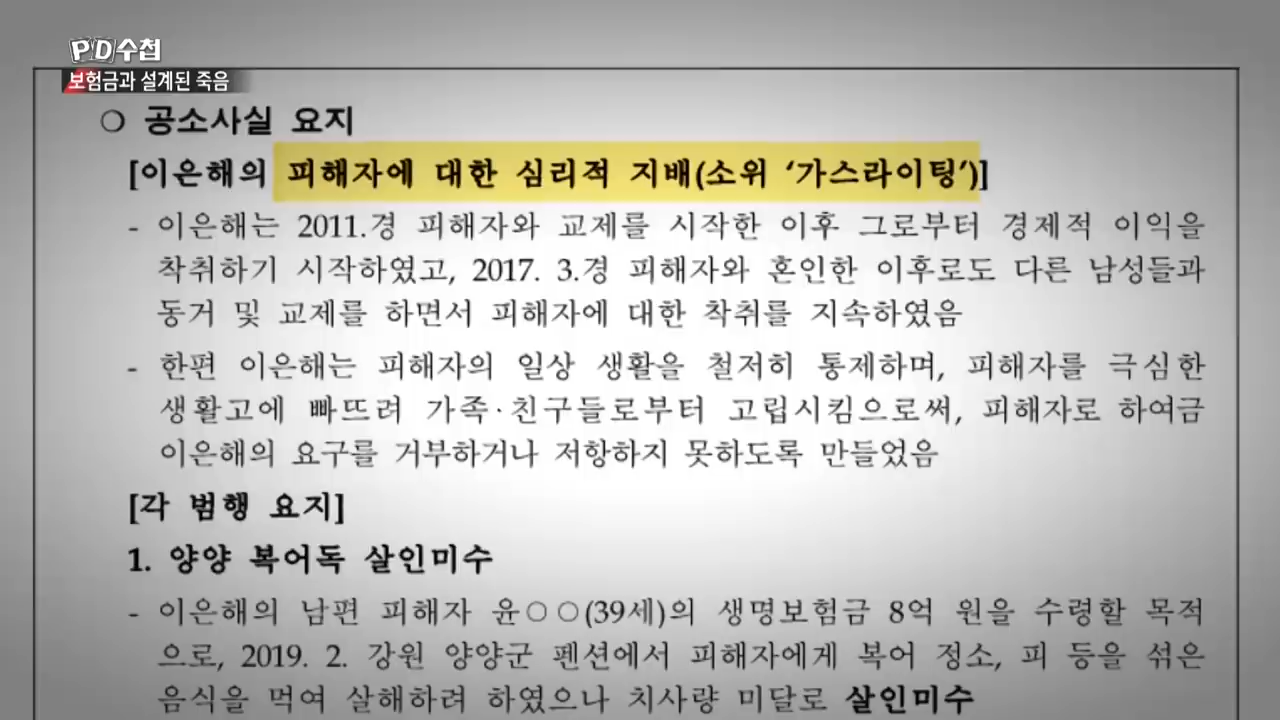 PD수첩
보험금과 설계된 죽음
❍ 공소사실 요지
[이은해의 피해자에 대한 심리적 지배(소위 ‘가스라이팅’)]
- 이은해는 2011.경 피해자와 교제를 시작한 이후 그로부터 경제적 이익을
착취하기 시작하였고, 2017. 3.경 피해자와 혼인한 이후로도 다른 남성들과
동거 및 교제를 하면서 피해자에 대한 착취를 지속하였음
- 한편 이은해는 피해자의 일상 생활을 철저히 통제하며, 피해자를 극심한
생활고에 빠뜨려 가족·친구들로부터 고립시킴으로써, 피해자로 하여금
이은해의 요구를 거부하거나 저항하지 못하도록 만들었음
[각 범행 요지]
1. 양양 복어독 살인미수
- 이은해의 남편 피해자 윤○○(39세)의 생명보험금 8억 원을 수령할 목적
으로, 2019. 2. 강원 양양군 펜션에서 피해자에게 복어 정소, 피 등을 섞은
음식을 먹여 살해하려 하였으나 치사량 미달로 살인미수